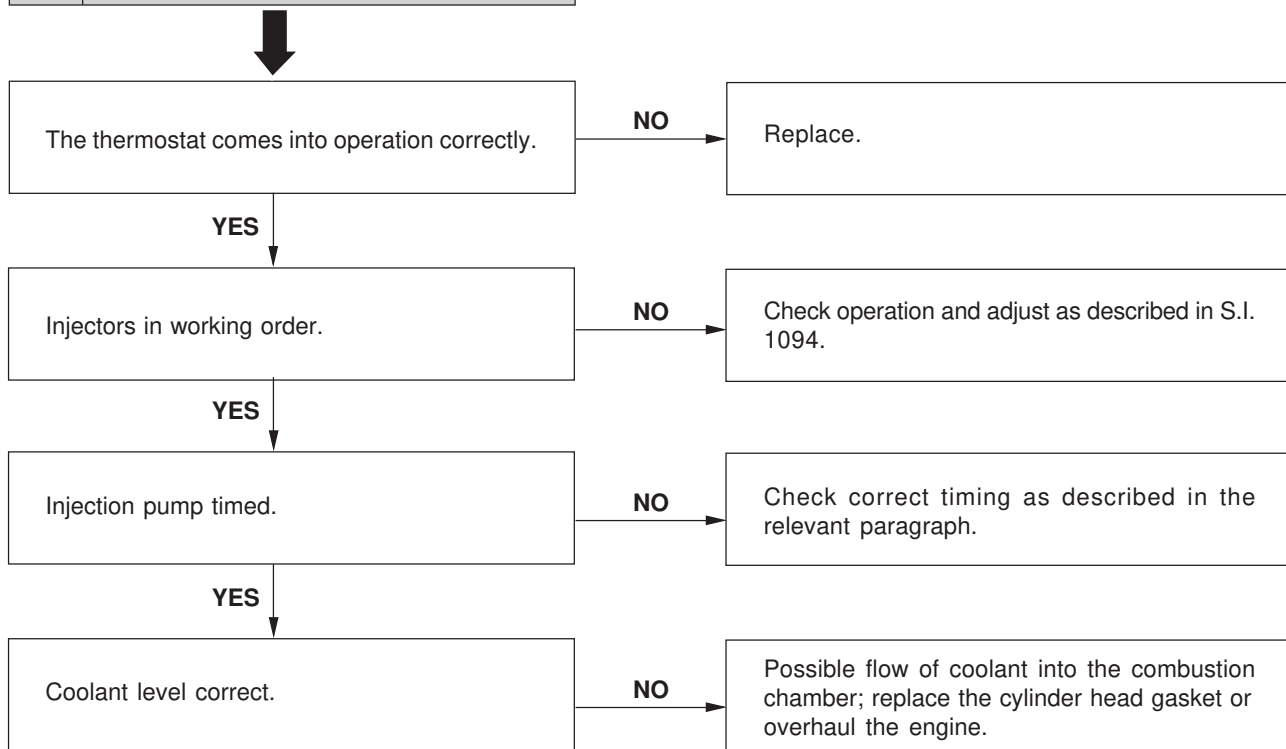 The thermostat comes into operation correctly.
NO
Replace.
YES
Injectors in working order.
NO
Check operation and adjust as described in S.I.
1094.
YES
Injection pump timed.
NO
Check correct timing as described in the
relevant paragraph.
YES
Coolant level correct.
NO
Possible flow of coolant into the combustion
chamber; replace the cylinder head gasket or
overhaul the engine.